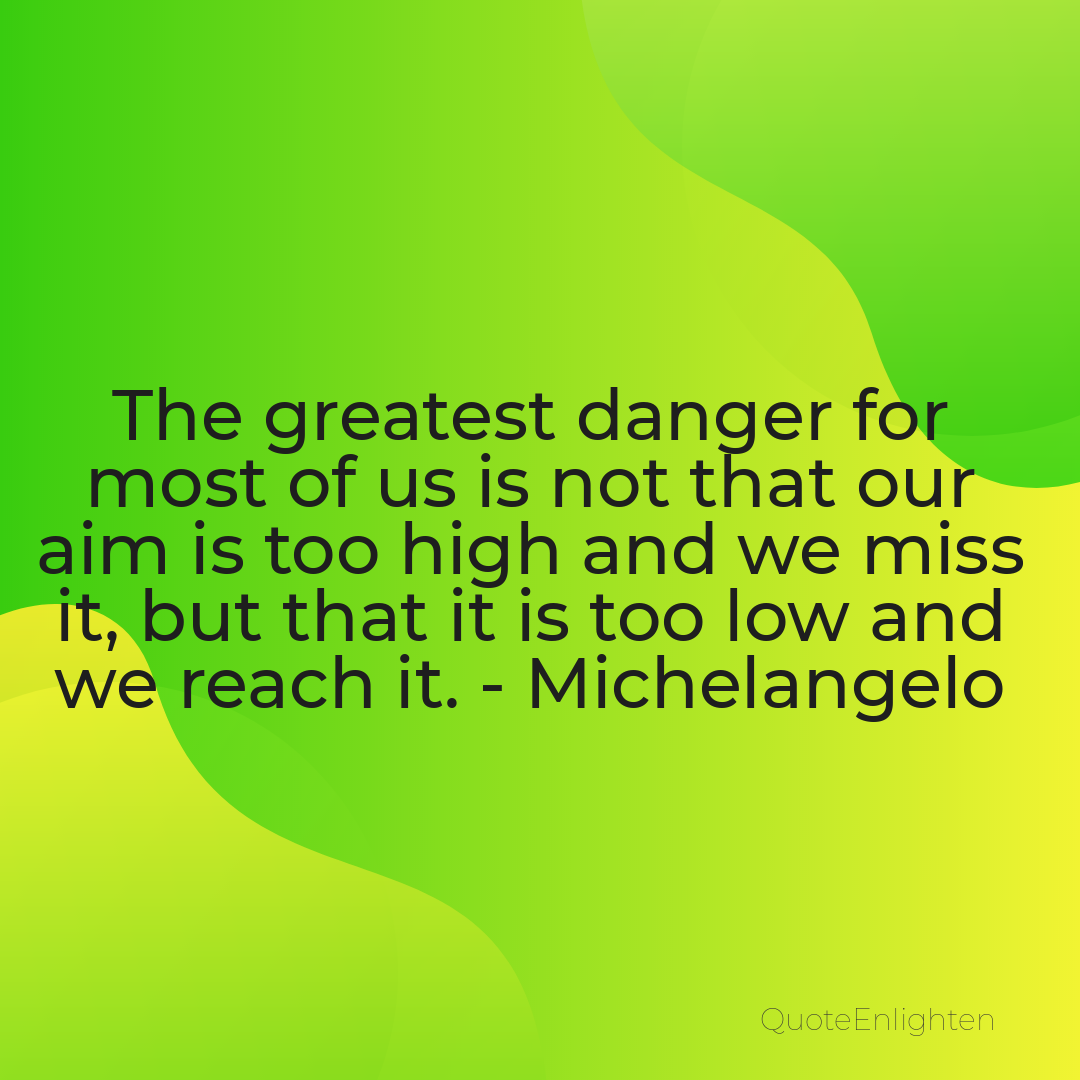 The greatest danger for
most of us is not that our
aim is too high and we miss
it, but that it is too low and
we reach it. - Michelangelo
QuoteEnlighten